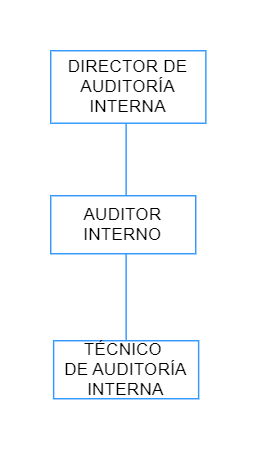 DIRECTOR DE
AUDITORÍA
INTERNA
AUDITOR
INTERNO
TÉCNICO
DE AUDITORÍA
INTERNA